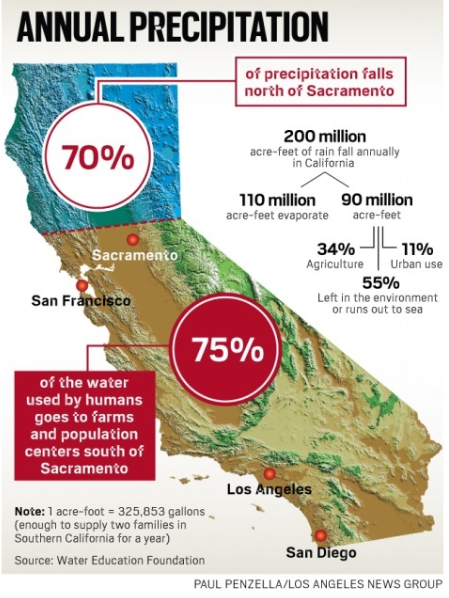 ANNUAL PRECIPITATION
of precipitation falls
north of Sacramento
70%
200 million
acre-feet of rain fall annually
in California
110 million
acre-feet evaporate
90 million
acre-feet
34%
Agriculture
11%
Urban use
55%
Left in the environment
or runs out to sea
Sacramento
San Francisco
75%
of the water
used by humans
goes to farms
and population
centers south of
Sacramento
Los Angeles
San Diego
Note: 1 acre-foot = 325,853 gallons
(enough to supply two families in
Southern California for a year)
Source: Water Education Foundation
PAUL PENZELLA/LOS ANGELES NEWS GROUP